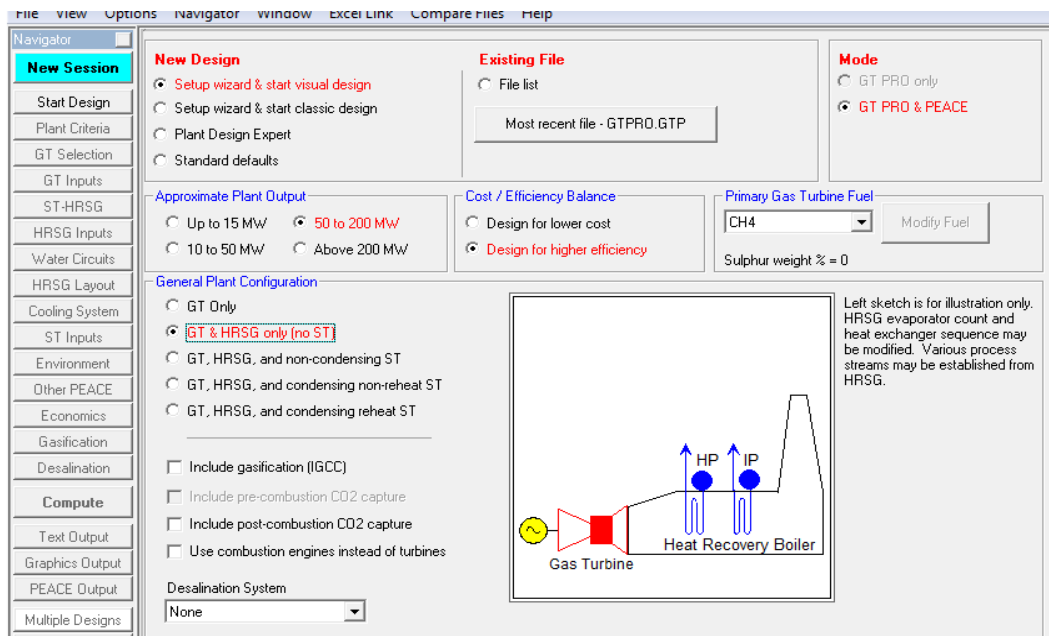 File View Options Navigator Window Excel Link Compare Files Help
Navigator
New Session
Start Design
Plant Criteria
GT Selection
GT Inputs
ST-HRSG
HRSG Inputs
Water Circuits
HRSG Layout
Cooling System
ST Inputs
Environment
Other PEACE
Economics
Gasification
Desalination
Compute
Text Output
Graphics Output
PEACE Output
Multiple Designs
New Design
Setup wizard & start visual design
Setup wizard & start classic design
Plant Design Expert
Standard defaults
Existing File
File list
Most recent file - GTPRO.GTP
Mode
GT PRO only
GT PRO & PEACE
Approximate Plant Output
Up to 15 MW 50 to 200 MW
10 to 50 MW Above 200 MW
Cost / Efficiency Balance
Design for lower cost
Design for higher efficiency
Primary Gas Turbine Fuel
CH4 Modify Fuel
Sulphur weight % = 0
General Plant Configuration
GT Only
GT & HRSG only (no ST)
GT, HRSG, and non-condensing ST
GT, HRSG, and condensing non-reheat ST
GT, HRSG, and condensing reheat ST
Include gasification (IGCC)
Include pre-combustion CO2 capture
Include post-combustion CO2 capture
Use combustion engines instead of turbines
Desalination System
None
HP IP
Heat Recovery Boiler
Gas Turbine
Left sketch is for illustration only.
HRSG evaporator count and
heat exchanger sequence may
be modified. Various process
streams may be established from
HRSG.